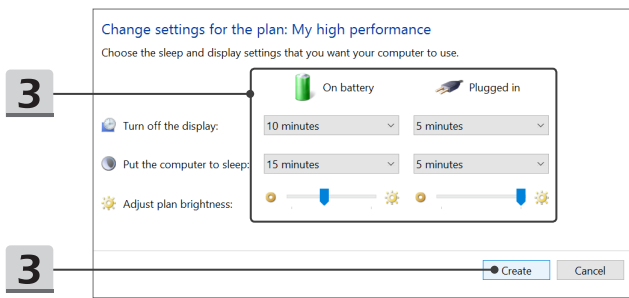 Change settings for the plan: My high performance
Choose the sleep and display settings that you want your computer to use.
3
On battery Plugged in
Turn off the display: 10 minutes 5 minutes
Put the computer to sleep: 15 minutes 5 minutes
Adjust plan brightness:
3
Create Cancel